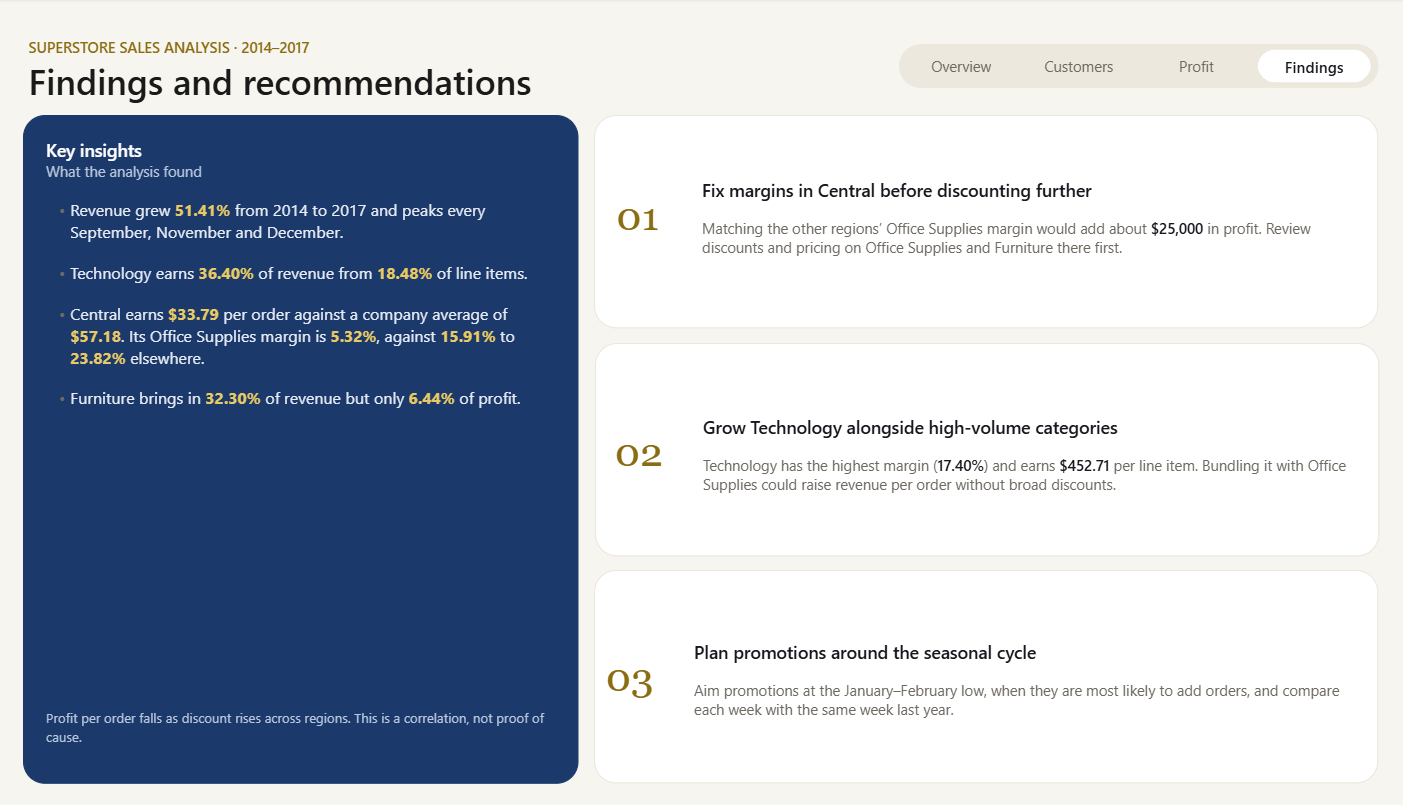 SUPERSTORE SALES ANALYSIS · 2014–2017
Findings and recommendations
Overview
Customers
Profit
Findings
Key insights
What the analysis found
• Revenue grew 51.41% from 2014 to 2017 and peaks every
September, November and December.
• Technology earns 36.40% of revenue from 18.48% of line items.
• Central earns $33.79 per order against a company average of
$57.18. Its Office Supplies margin is 5.32%, against 15.91% to
23.82% elsewhere.
• Furniture brings in 32.30% of revenue but only 6.44% of profit.
Profit per order falls as discount rises across regions. This is a correlation, not proof of
cause.
01
Fix margins in Central before discounting further
Matching the other regions’ Office Supplies margin would add about $25,000 in profit. Review
discounts and pricing on Office Supplies and Furniture there first.
02
Grow Technology alongside high-volume categories
Technology has the highest margin (17.40%) and earns $452.71 per line item. Bundling it with Office
Supplies could raise revenue per order without broad discounts.
03
Plan promotions around the seasonal cycle
Aim promotions at the January–February low, when they are most likely to add orders, and compare
each week with the same week last year.